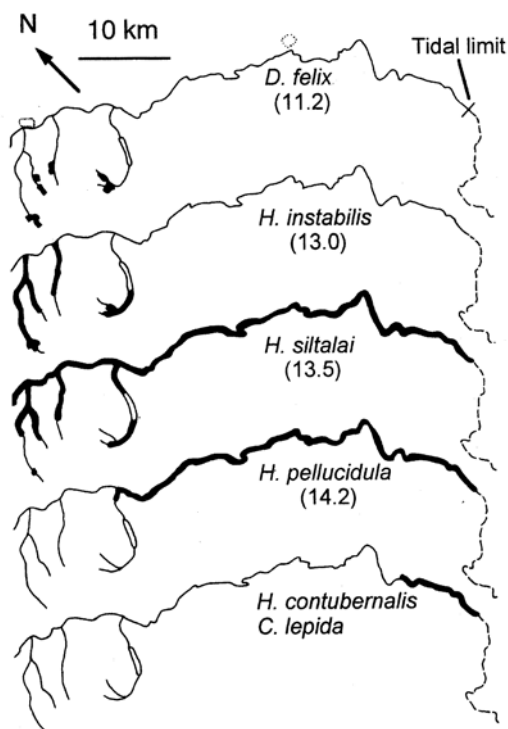 N
10 km
Tidal limit
D. felix
(11.2)
H. instabilis
(13.0)
H. siltalai
(13.5)
H. pellucidula
(14.2)
H. contubernalis
C. lepida